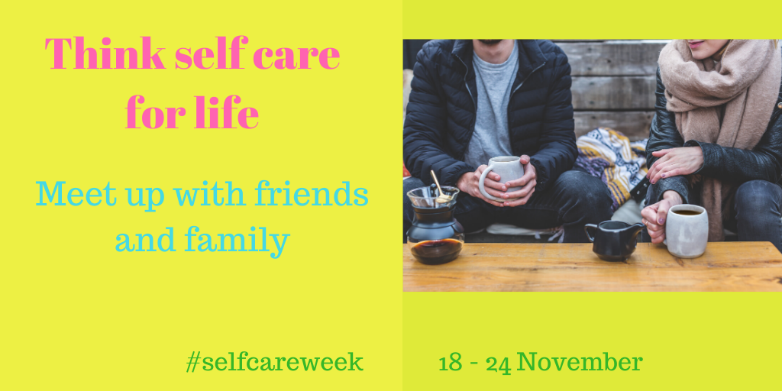 Think self care
for life
Meet up with friends
and family
#selfcareweek
18 - 24 November